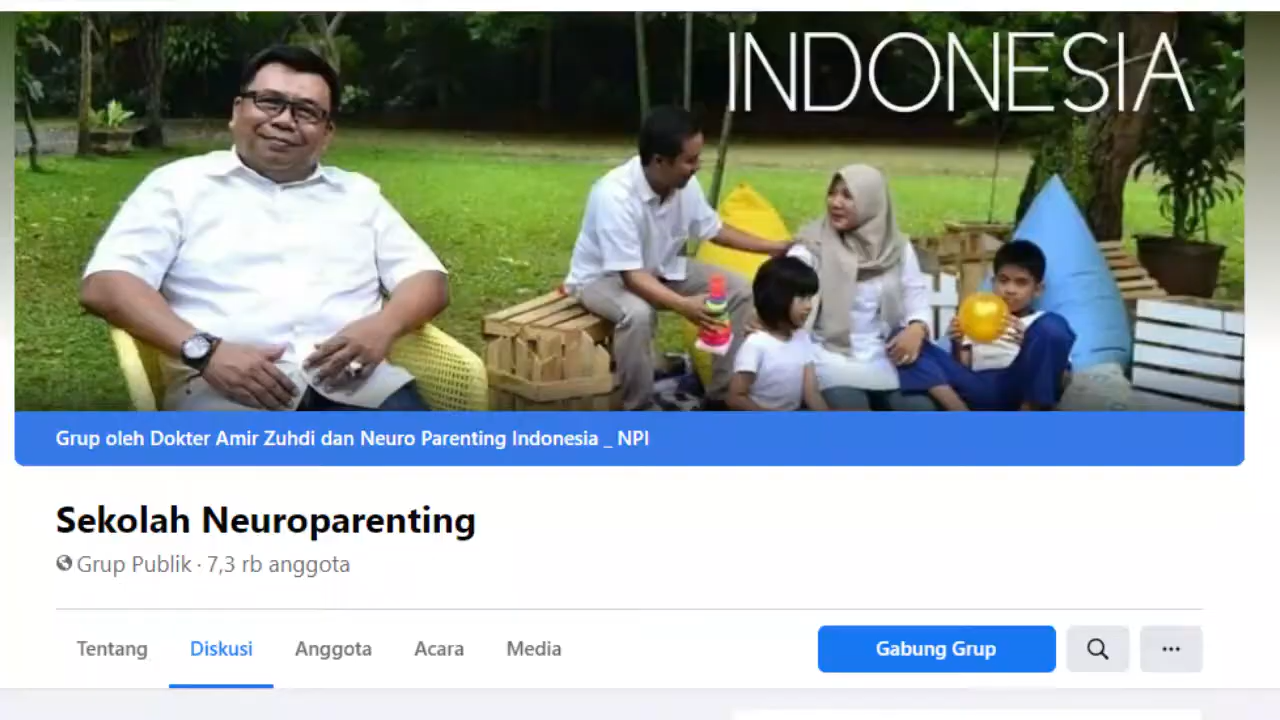 INDONESIA
Grup oleh Dokter Amir Zuhdi dan Neuro Parenting Indonesia _ NPI
Sekolah Neuroparenting
Grup Publik · 7,3 rb anggota
Tentang Diskusi Anggota Acara Media Gabung Grup